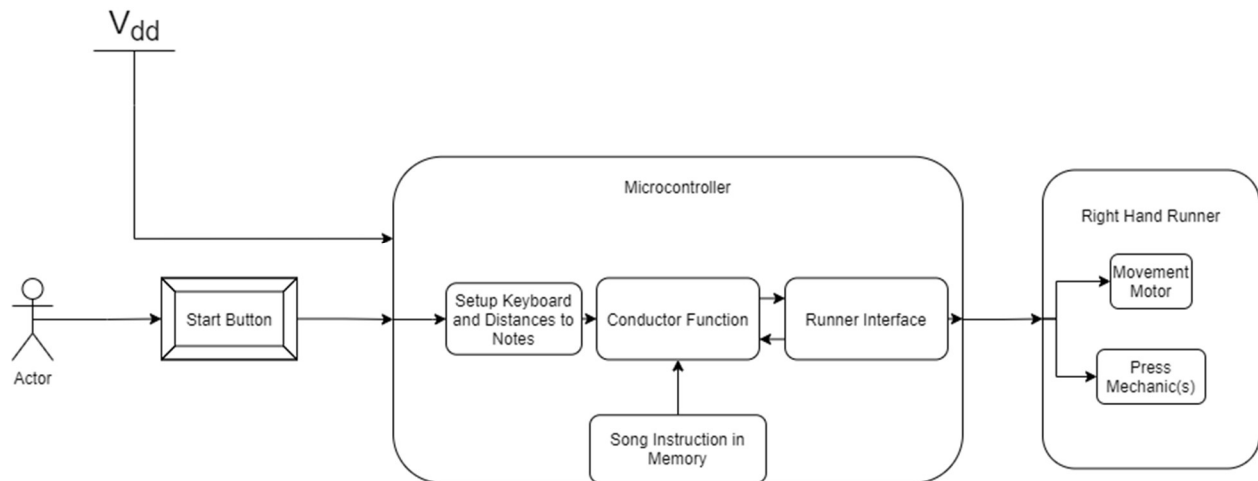 Vdd
Microcontroller
Right Hand Runner
Movement
Motor
Setup Keyboard
and Distances to
Notes
Start Button
Conductor Function
Runner Interface
Actor
Press
Mechanic(s)
Song Instruction in
Memory